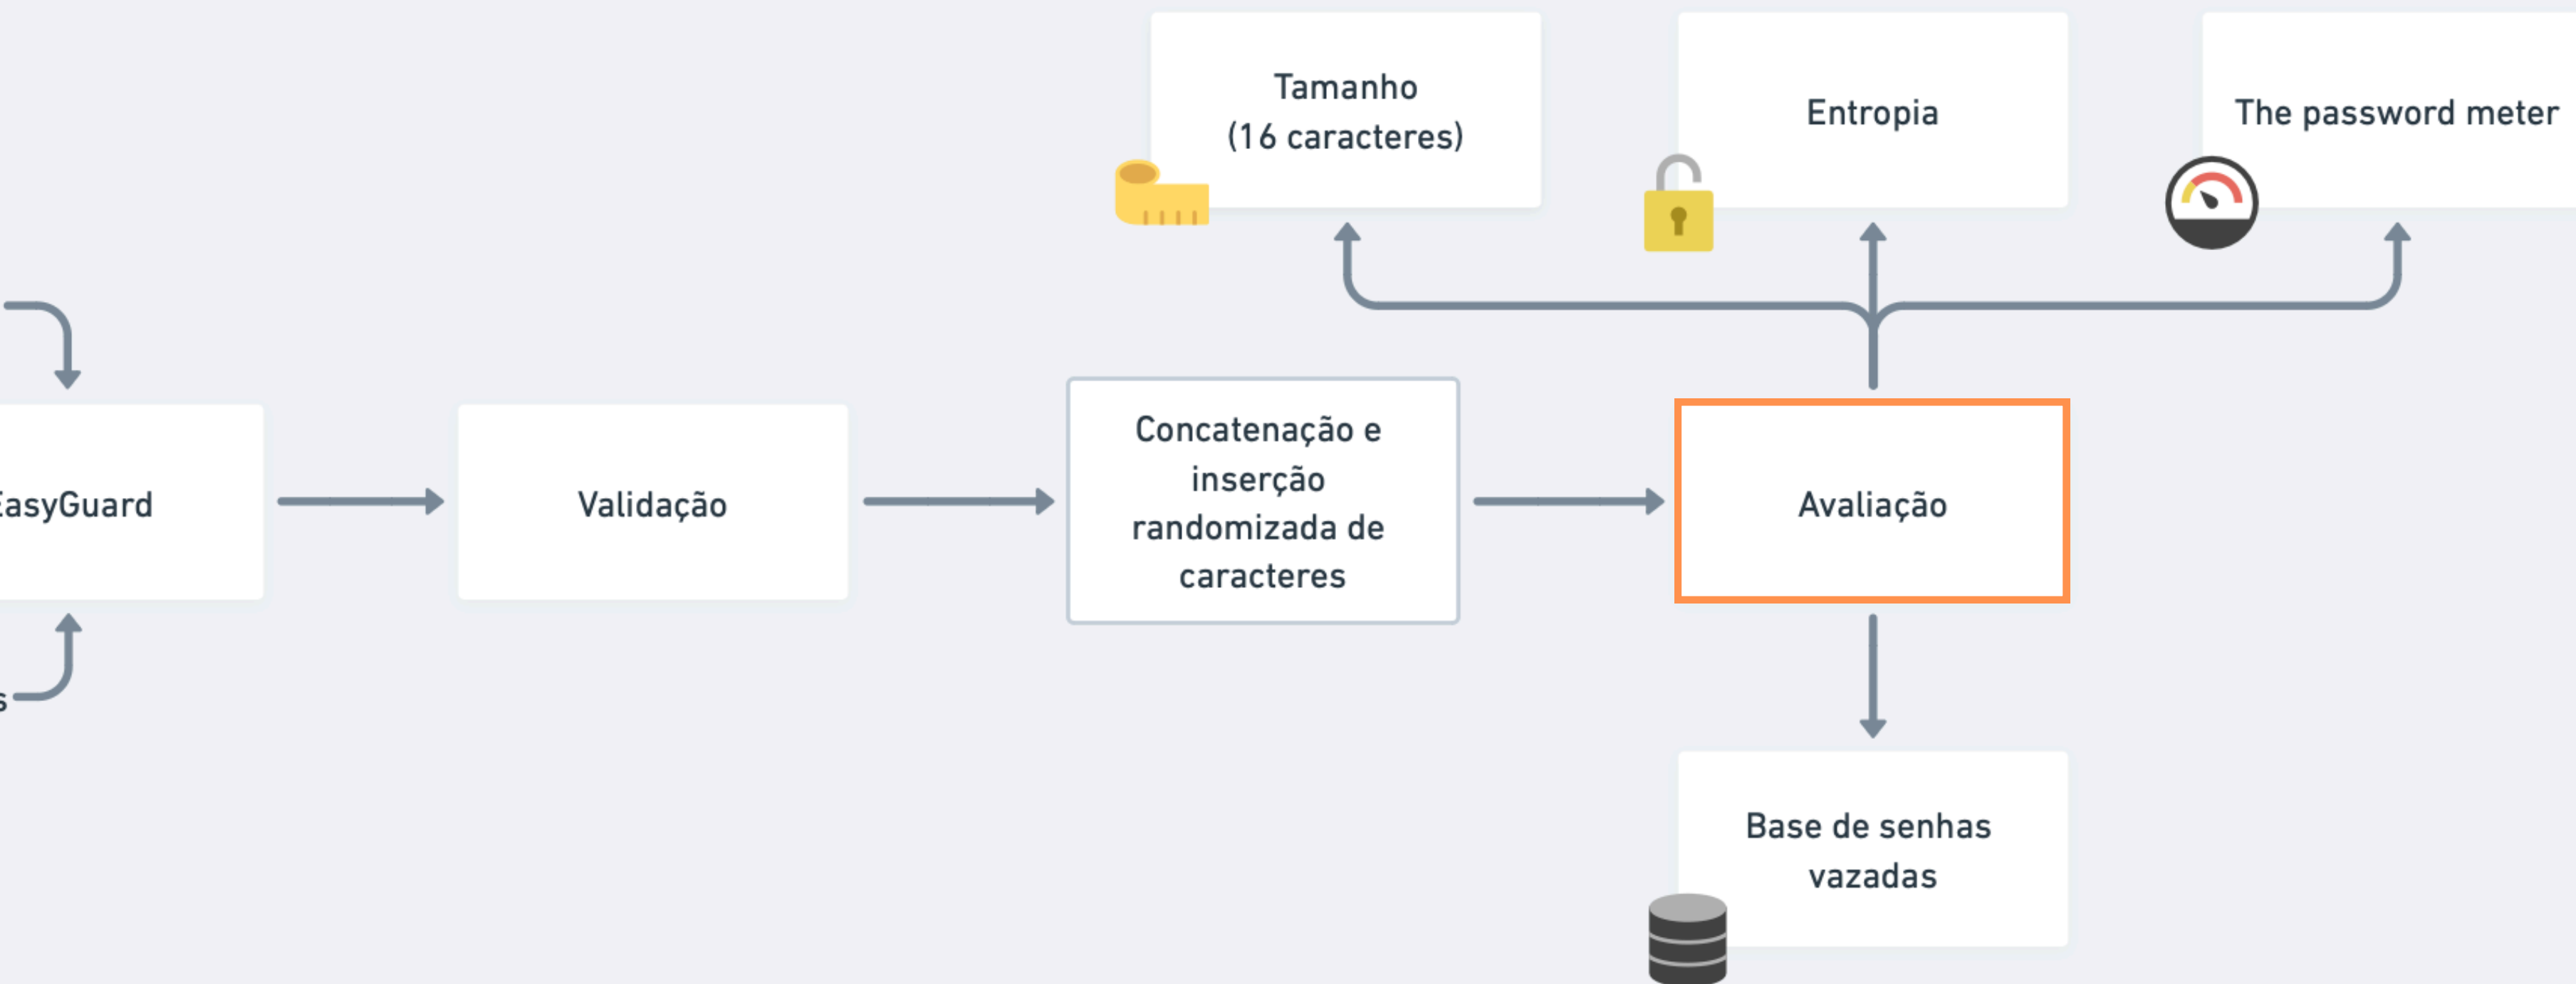 Tamanho
(16 caracteres)
Entropia
The password meter
EasyGuard
Validação
Concatenação e
inserção
randomizada de
caracteres
Avaliação
s
Base de senhas
vazadas